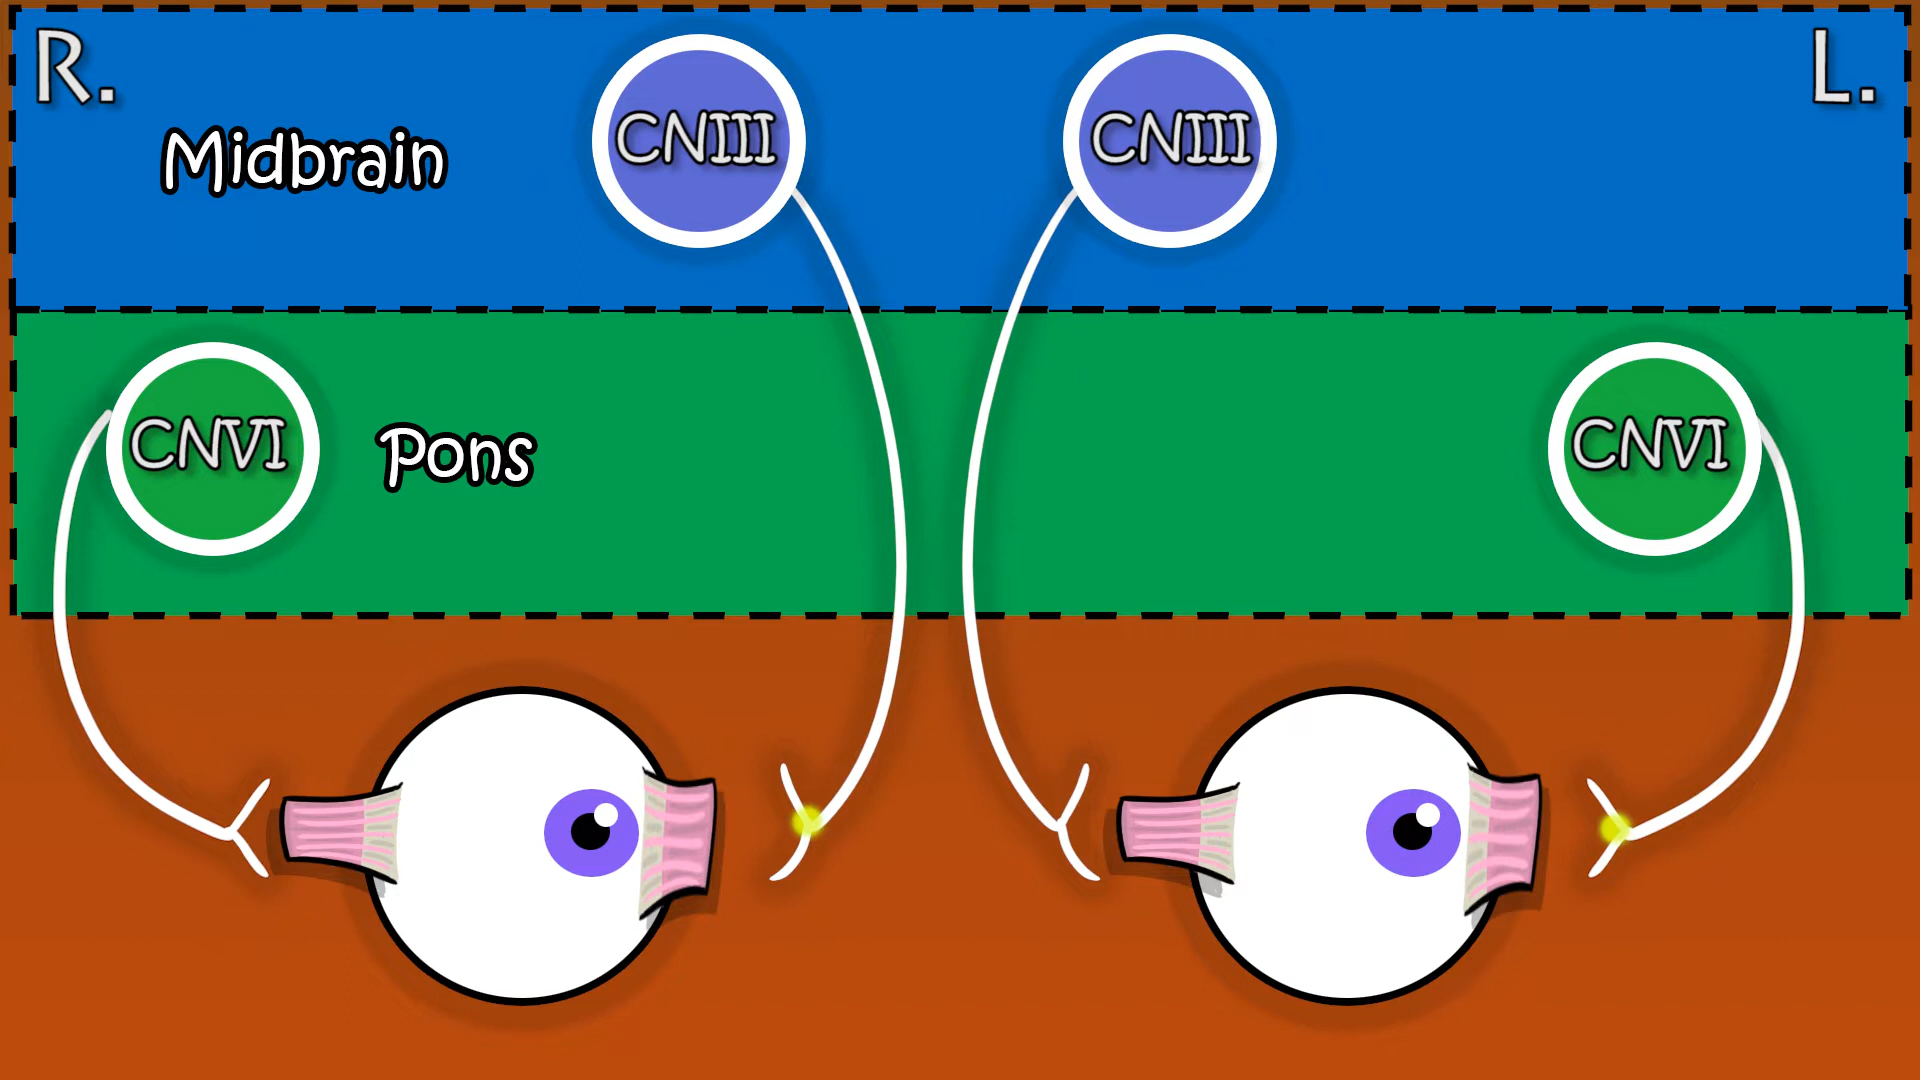 R.
L.
CNIII
CNIII
Midbrain
CNVI
Pons
CNVI